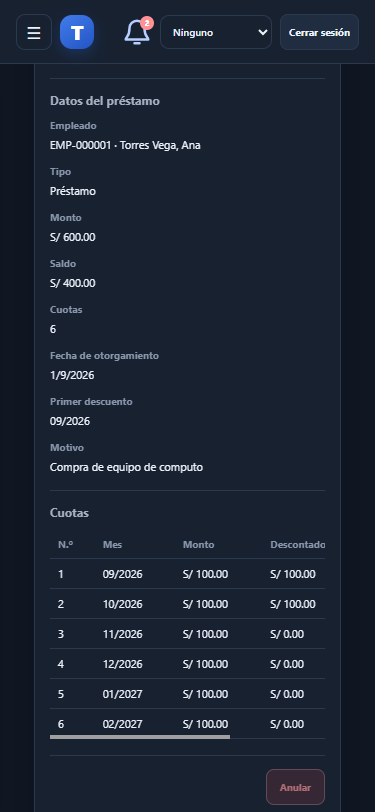 ☰ T 2 Ninguno Cerrar sesión
Datos del préstamo
Empleado
EMP-000001 · Torres Vega, Ana
Tipo
Préstamo
Monto
S/ 600.00
Saldo
S/ 400.00
Cuotas
6
Fecha de otorgamiento
1/9/2026
Primer descuento
09/2026
Motivo
Compra de equipo de computo
Cuotas
N.º Mes Monto Descontado
1 09/2026 S/ 100.00 S/ 100.00
2 10/2026 S/ 100.00 S/ 100.00
3 11/2026 S/ 100.00 S/ 0.00
4 12/2026 S/ 100.00 S/ 0.00
5 01/2027 S/ 100.00 S/ 0.00
6 02/2027 S/ 100.00 S/ 0.00
Anular